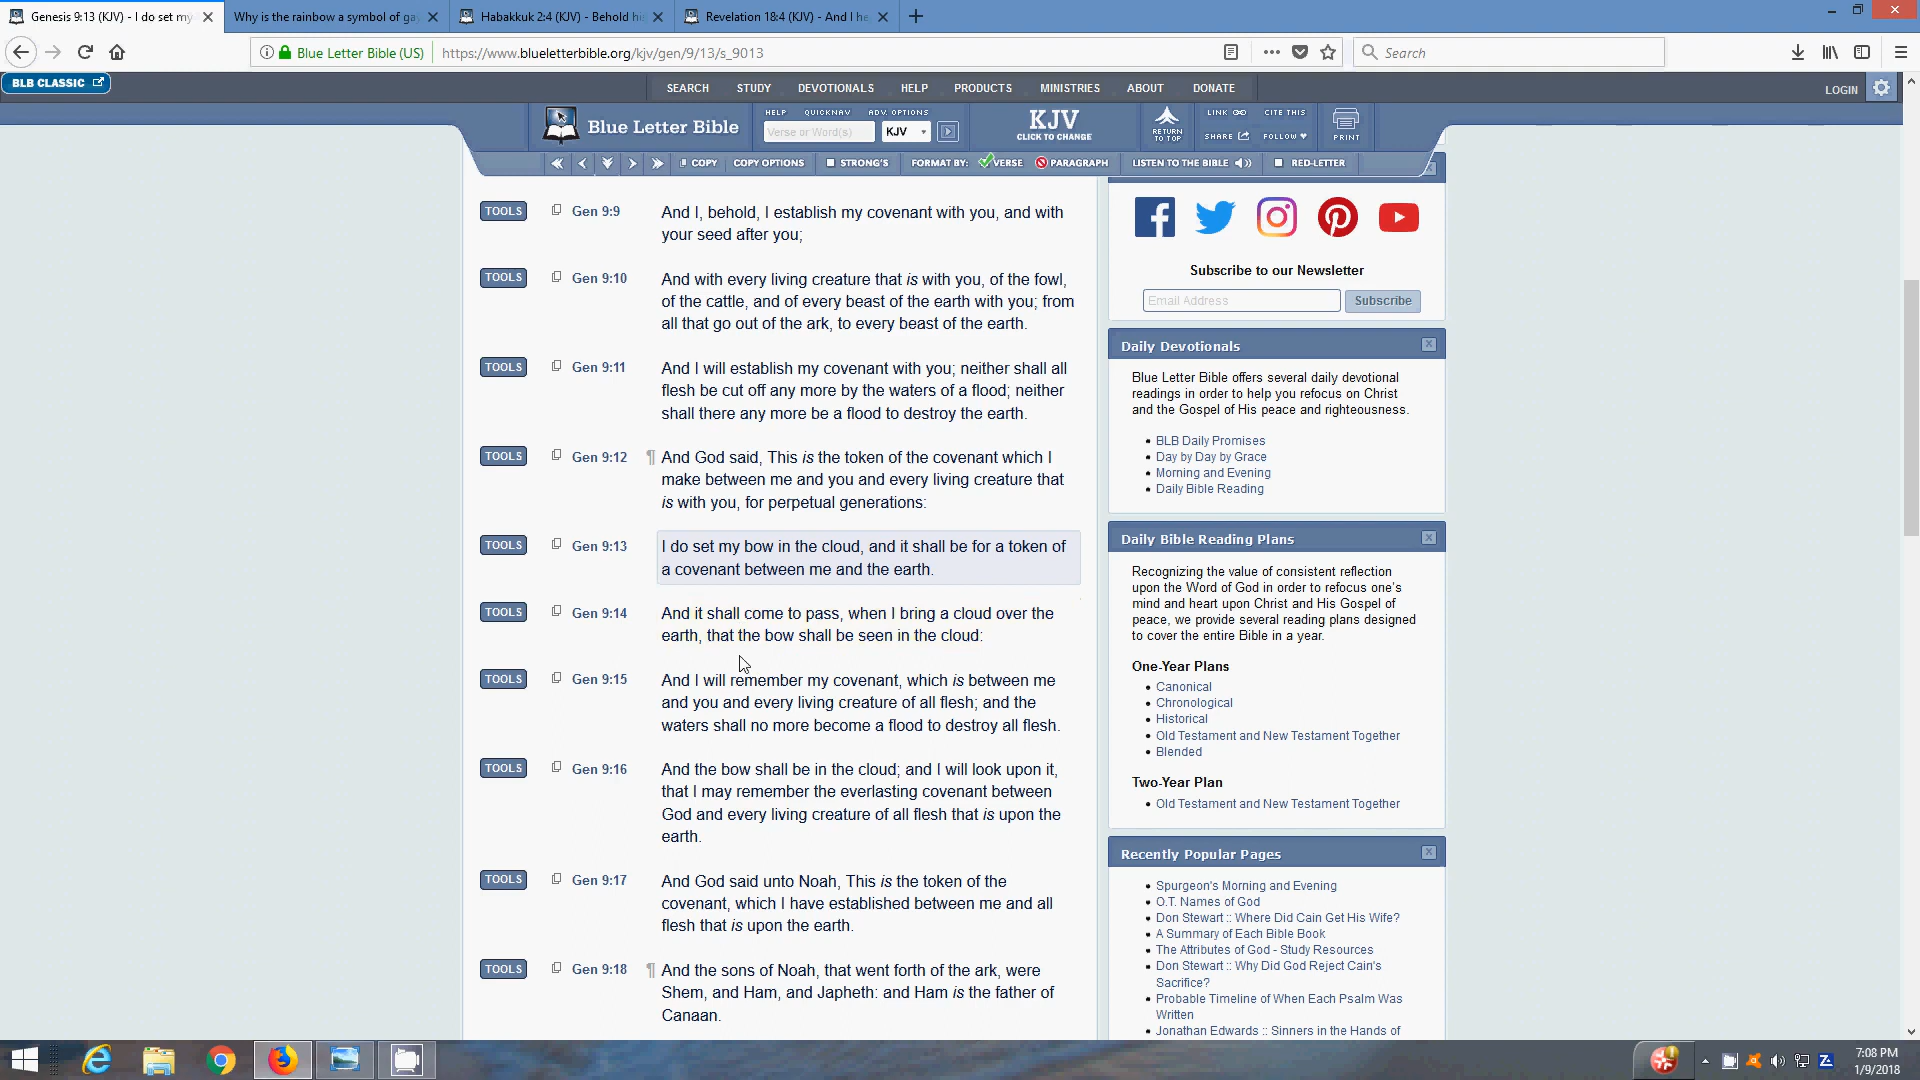 Genesis 9:13 (KJV) - I do set my
Why is the rainbow a symbol of ga
Habakkuk 2:4 (KJV) - Behold hi
Revelation 18:4 (KJV) - And I he
Blue Letter Bible (US)
https://www.blueletterbible.org/kjv/gen/9/13/s_9013
Search
BLB CLASSIC
SEARCH STUDY DEVOTIONALS HELP PRODUCTS MINISTRIES ABOUT DONATE
LOGIN
Blue Letter Bible
HELP QUICKNAV ADV. OPTIONS
Verse or Word(s)
KJV
KJV
CLICK TO CHANGE
RETURN
TO TOP
LINK CITE THIS
SHARE FOLLOW
PRINT
COPY COPY OPTIONS STRONG'S FORMAT BY: VERSE PARAGRAPH LISTEN TO THE BIBLE RED-LETTER
TOOLS Gen 9:9 And I, behold, I establish my covenant with you, and with
your seed after you;
TOOLS Gen 9:10 And with every living creature that is with you, of the fowl,
of the cattle, and of every beast of the earth with you; from
all that go out of the ark, to every beast of the earth.
TOOLS Gen 9:11 And I will establish my covenant with you; neither shall all
flesh be cut off any more by the waters of a flood; neither
shall there any more be a flood to destroy the earth.
TOOLS Gen 9:12 ¶ And God said, This is the token of the covenant which I
make between me and you and every living creature that
is with you, for perpetual generations:
TOOLS Gen 9:13 I do set my bow in the cloud, and it shall be for a token of
a covenant between me and the earth.
TOOLS Gen 9:14 And it shall come to pass, when I bring a cloud over the
earth, that the bow shall be seen in the cloud:
TOOLS Gen 9:15 And I will remember my covenant, which is between me
and you and every living creature of all flesh; and the
waters shall no more become a flood to destroy all flesh.
TOOLS Gen 9:16 And the bow shall be in the cloud; and I will look upon it,
that I may remember the everlasting covenant between
God and every living creature of all flesh that is upon the
earth.
TOOLS Gen 9:17 And God said unto Noah, This is the token of the
covenant, which I have established between me and all
flesh that is upon the earth.
TOOLS Gen 9:18 ¶ And the sons of Noah, that went forth of the ark, were
Shem, and Ham, and Japheth: and Ham is the father of
Canaan.
Subscribe to our Newsletter
Email Address
Subscribe
Daily Devotionals
Blue Letter Bible offers several daily devotional
readings in order to help you refocus on Christ
and the Gospel of His peace and righteousness.
BLB Daily Promises
Day by Day by Grace
Morning and Evening
Daily Bible Reading
Daily Bible Reading Plans
Recognizing the value of consistent reflection
upon the Word of God in order to refocus one's
mind and heart upon Christ and His Gospel of
peace, we provide several reading plans designed
to cover the entire Bible in a year.
One-Year Plans
Canonical
Chronological
Historical
Old Testament and New Testament Together
Blended
Two-Year Plan
Old Testament and New Testament Together
Recently Popular Pages
Spurgeon's Morning and Evening
O.T. Names of God
Don Stewart :: Where Did Cain Get His Wife?
A Summary of Each Bible Book
The Attributes of God - Study Resources
Don Stewart :: Why Did God Reject Cain's
Sacrifice?
Probable Timeline of When Each Psalm Was
Written
Jonathan Edwards :: Sinners in the Hands of
7:08 PM
1/9/2018